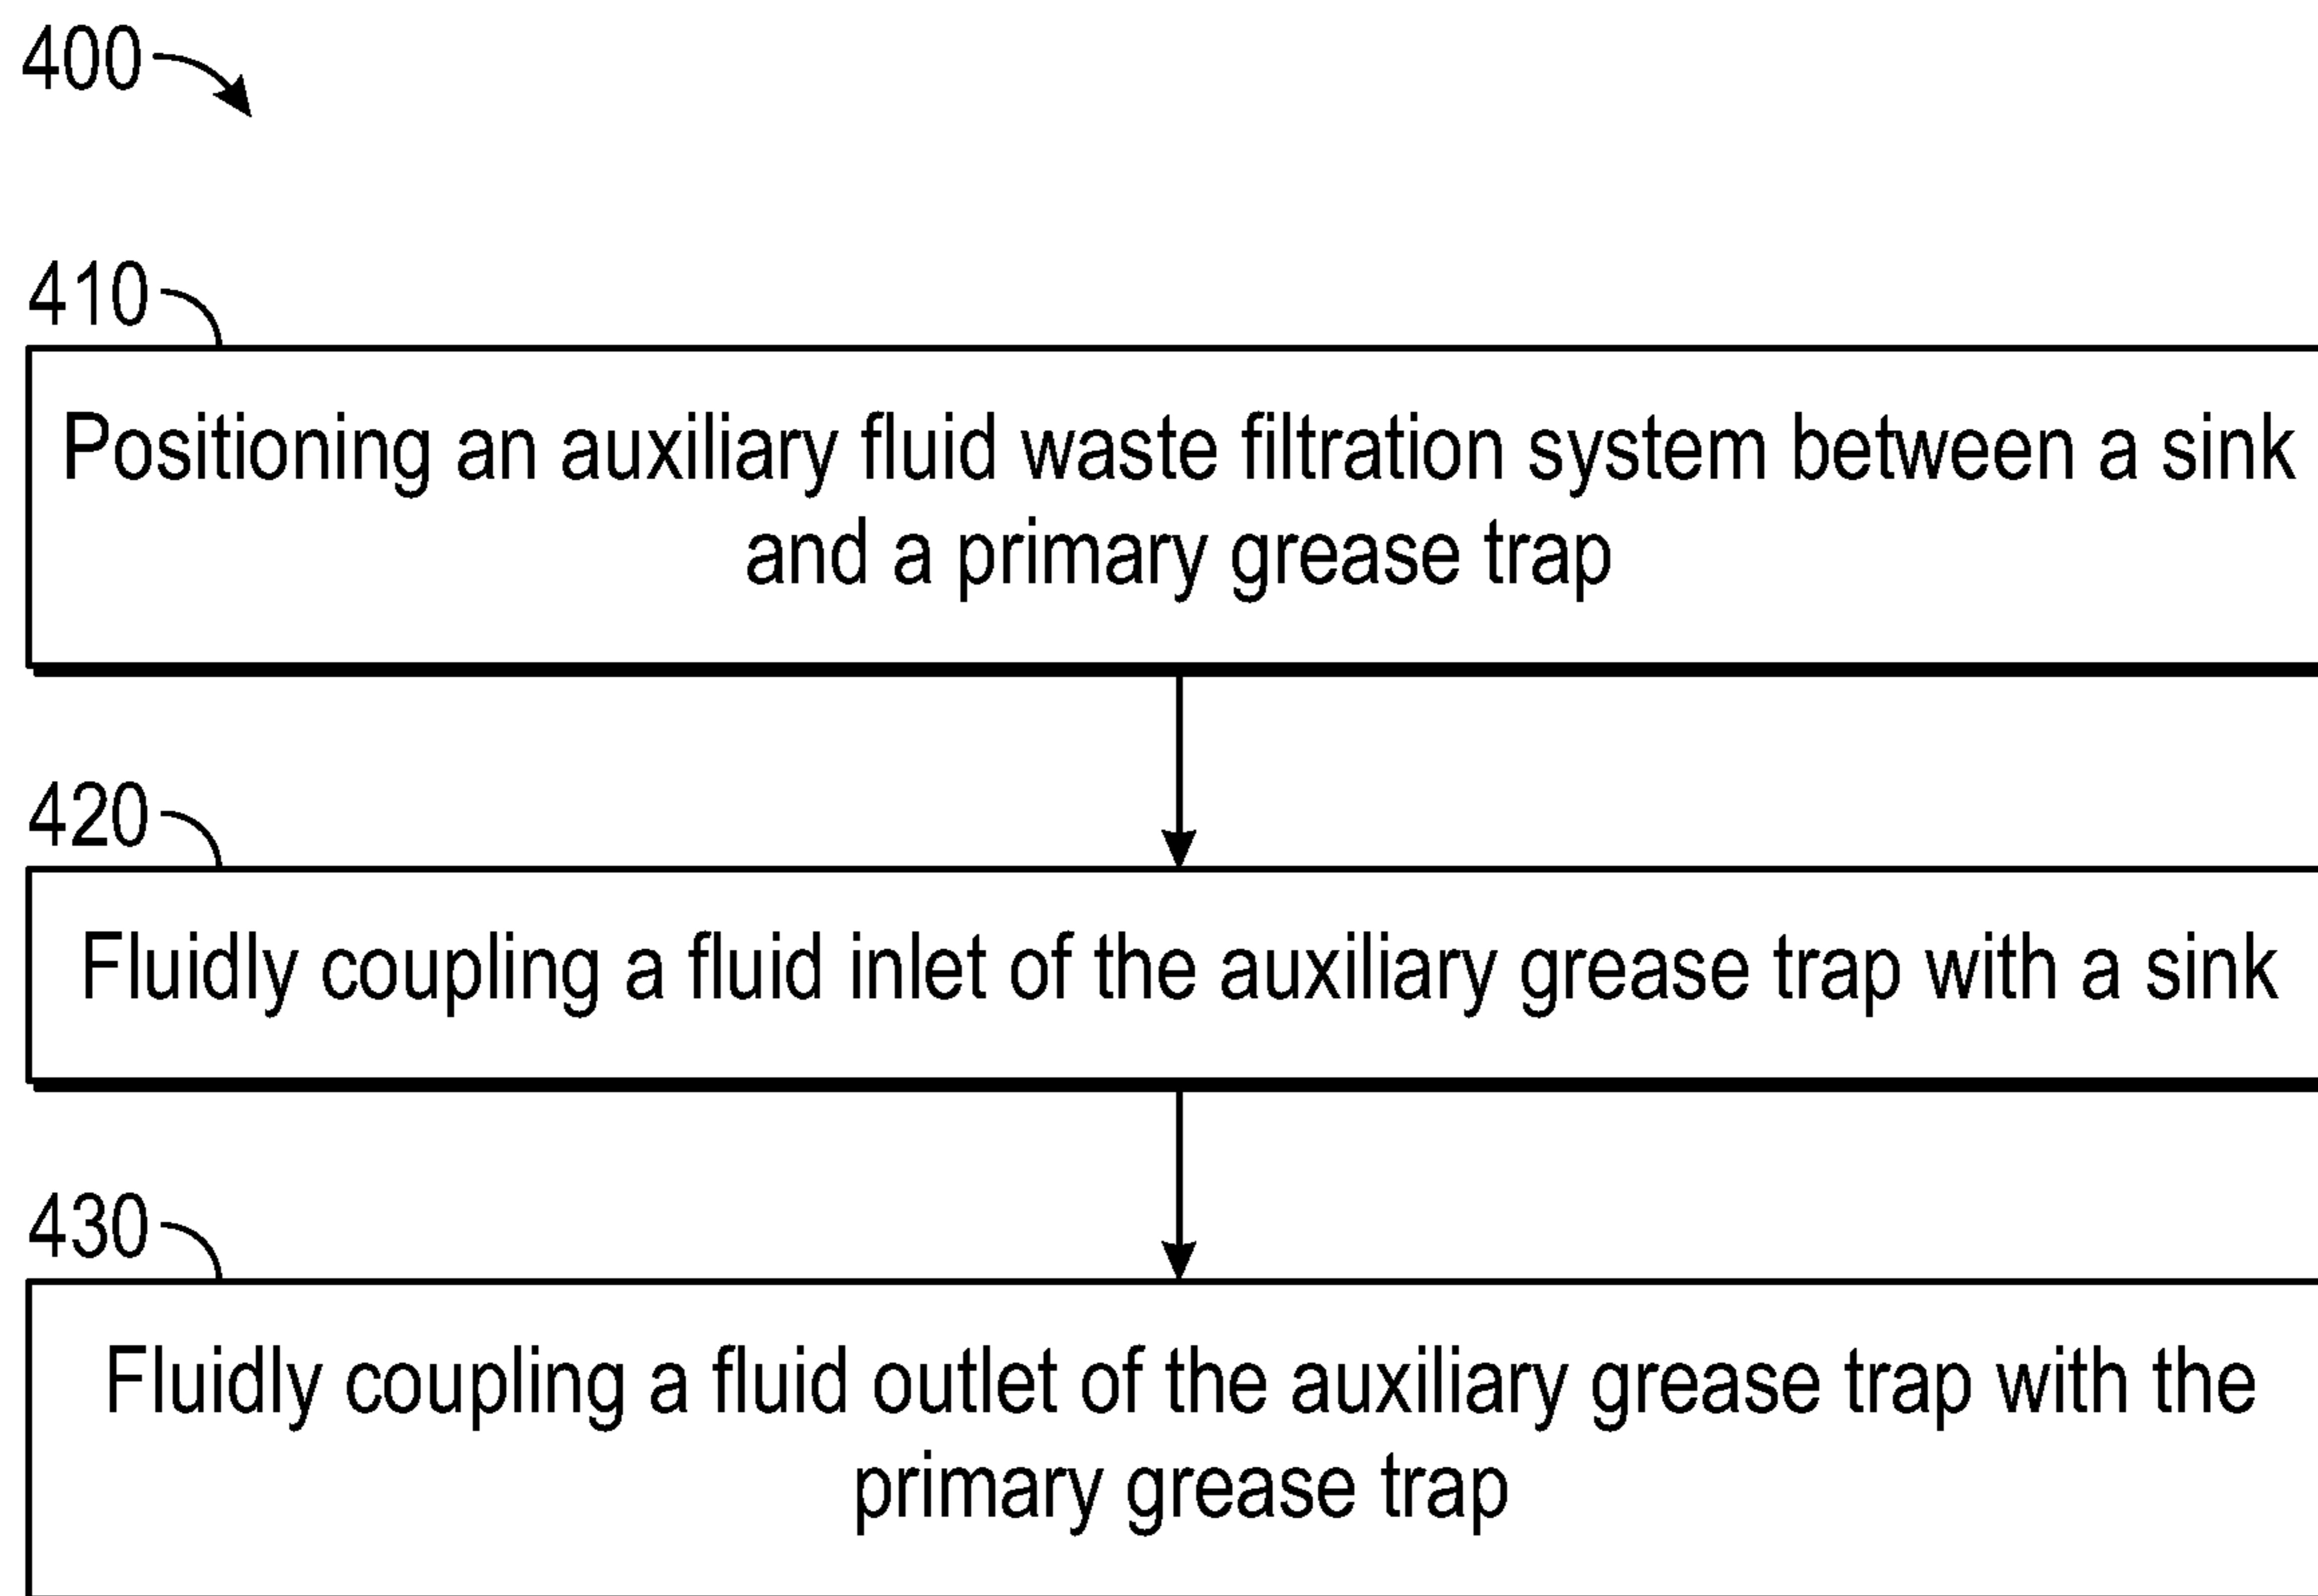 400
410
Positioning an auxiliary fluid waste filtration system between a sink
and a primary grease trap
420
Fluidly coupling a fluid inlet of the auxiliary grease trap with a sink
430
Fluidly coupling a fluid outlet of the auxiliary grease trap with the
primary grease trap